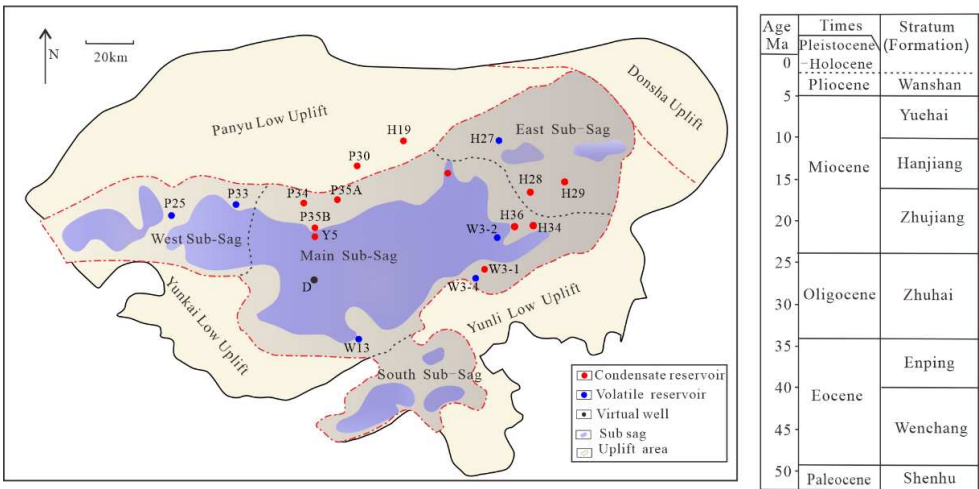 N
20km
Donsha Uplift
Panyu Low Uplift
H19
H27
East Sub-Sag
P30
H28
H29
P34
P35A
P33
P25
P35B
Y5
H36
H34
W3-2
West Sub-Sag
Main Sub-Sag
W3-1
W3-4
D
Yunkai Low Uplift
Yunli Low Uplift
W13
South Sub-Sag
Condensate reservoir
Volatile reservoir
Virtual well
Sub sag
Uplift area
Age Ma
Times
Stratum (Formation)
Pleistocene
-Holocene
0
Pliocene
Wanshan
5
Yuehai
10
Miocene
Hanjiang
15
Zhujiang
20
25
Oligocene
Zhuhai
30
35
Enping
40
Eocene
Wenchang
45
50
Paleocene
Shenhu